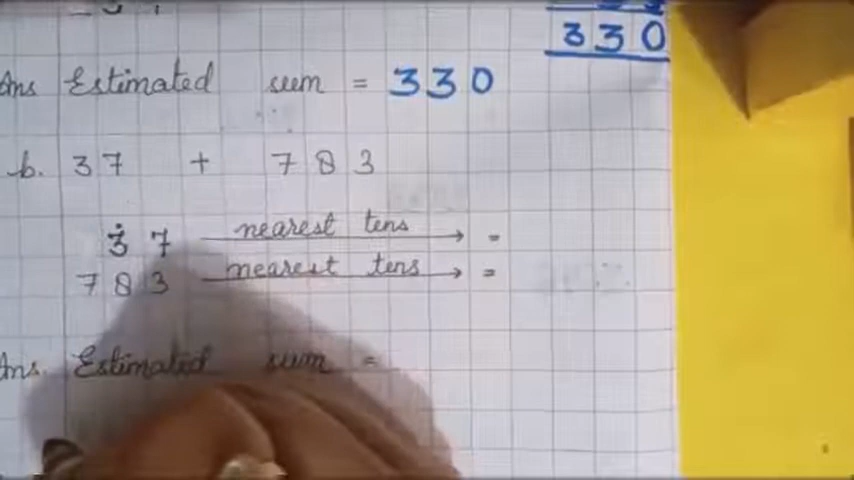 330
Ans Estimated sum = 330
b. 37 + 783
37 nearest tens → =
783 nearest tens → =
Ans. Estimated sum =